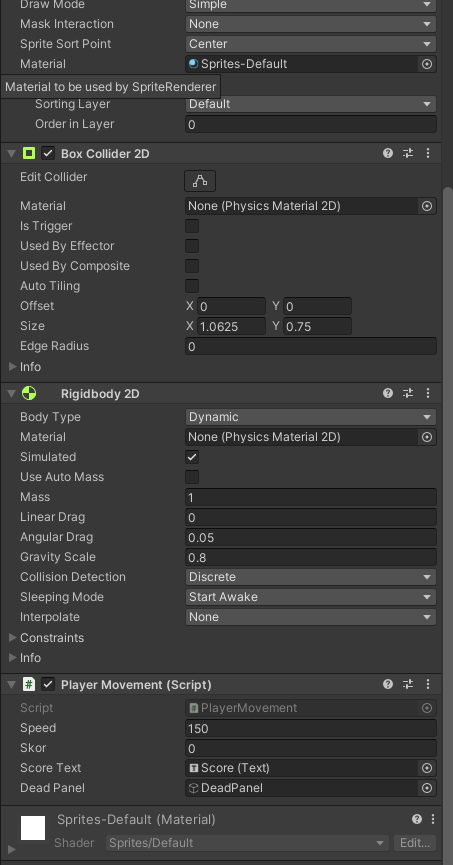 Draw Mode Simple
Mask Interaction None
Sprite Sort Point Center
Material Sprites-Default
Material to be used by SpriteRenderer
Sorting Layer Default
Order in Layer 0
Box Collider 2D
Edit Collider
Material None (Physics Material 2D)
Is Trigger
Used By Effector
Used By Composite
Auto Tiling
Offset X 0 Y 0
Size X 1.0625 Y 0.75
Edge Radius 0
Info
Rigidbody 2D
Body Type Dynamic
Material None (Physics Material 2D)
Simulated
Use Auto Mass
Mass 1
Linear Drag 0
Angular Drag 0.05
Gravity Scale 0.8
Collision Detection Discrete
Sleeping Mode Start Awake
Interpolate None
Constraints
Info
# Player Movement (Script)
Script # PlayerMovement
Speed 150
Skor 0
Score Text T Score (Text)
Dead Panel DeadPanel
Sprites-Default (Material)
Shader Sprites/Default Edit...